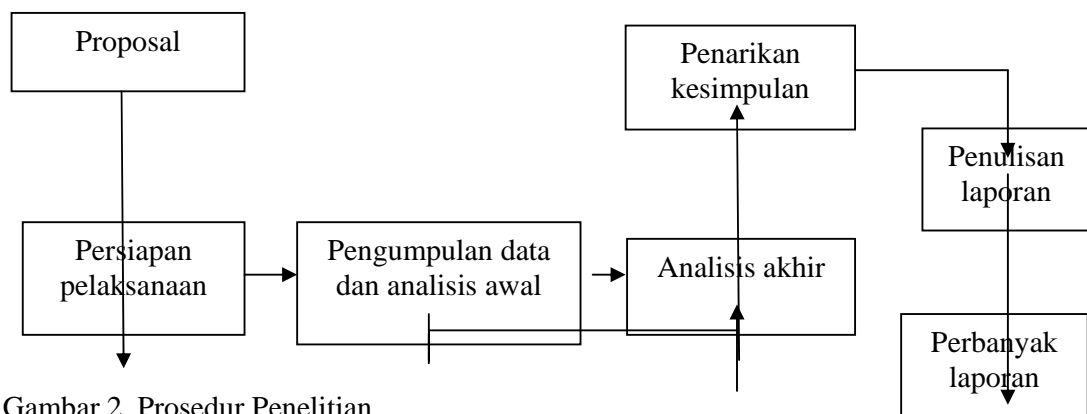 Proposal
Persiapan
pelaksanaan
Pengumpulan data
dan analisis awal
Analisis akhir
Penarikan
kesimpulan
Penulisan
laporan
Perbanyak
laporan
Gambar 2. Prosedur Penelitian